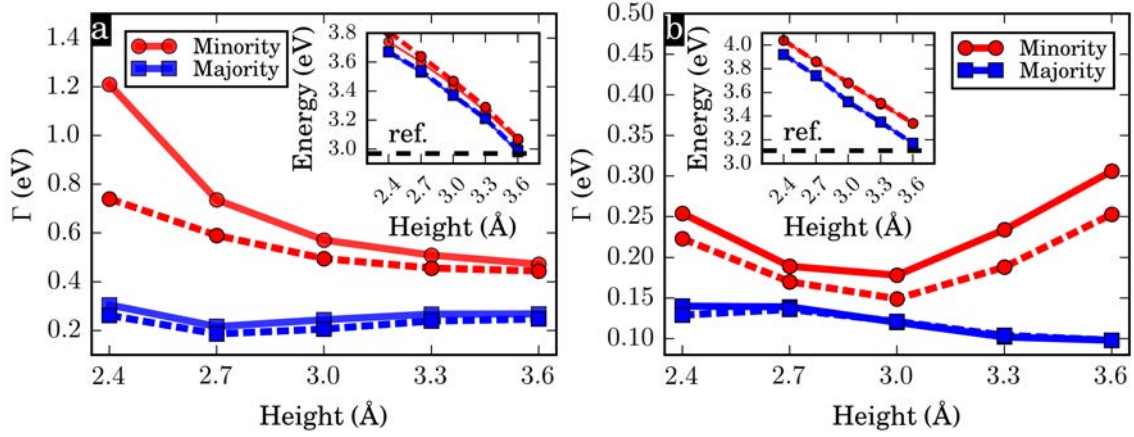 a
Minority
Majority
Γ (eV)
1.4
1.2
1.0
0.8
0.6
0.4
0.2
2.4 2.7 3.0 3.3 3.6
Height (Å)
Energy (eV)
3.8
3.6
3.4
3.2
3.0
ref.
2.4 2.7 3.0 3.3 3.6
Height (Å)
b
Minority
Majority
Γ (eV)
0.50
0.45
0.40
0.35
0.30
0.25
0.20
0.15
0.10
2.4 2.7 3.0 3.3 3.6
Height (Å)
Energy (eV)
4.0
3.8
3.6
3.4
3.2
3.0
ref.
2.4 2.7 3.0 3.3 3.6
Height (Å)